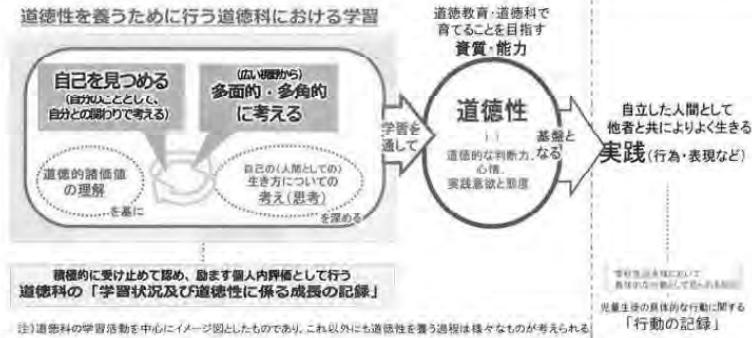 道徳性を養うために行う道徳科における学習
自己を見つめる
(自分のこととして、
自分との関わりで考える)
(広い視野から)
多面的・多角的
に考える
道徳的諸価値
の理解
を基に
自己の(人間としての)
生き方についての
考え(思考)
を深める
学習を
通して
道徳教育・道徳科で
育てることを目指す
資質・能力
道徳性
道徳的な判断力、
心情、
実践意欲と態度
基盤と
なる
自立した人間として
他者と共によりよく生きる
実践(行為・表現など)
積極的に受け止めて認め、励ます個人内評価として行う
道徳科の「学習状況及び道徳性に係る成長の記録」
児童生徒の具体的な行動に関する
「行動の記録」
注)道徳科の学習活動を中心にイメージ図としたものであり、これ以外にも道徳性を養う過程は様々なものが考えられる